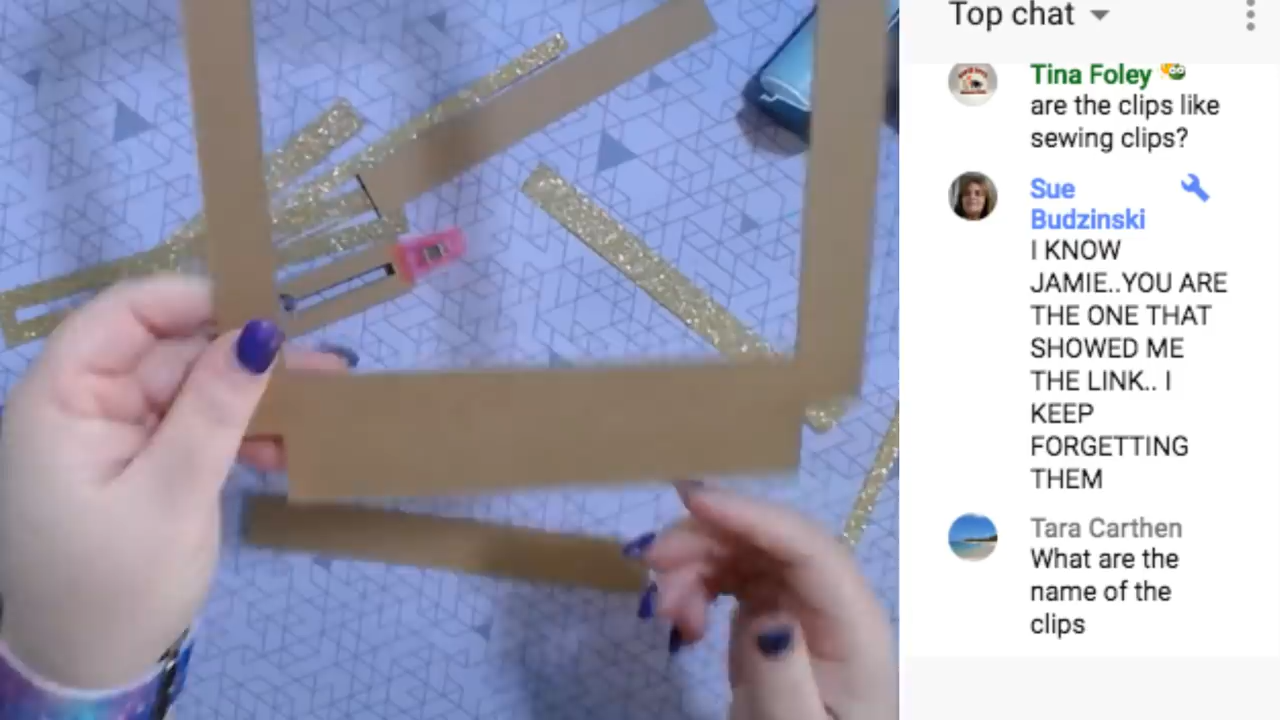 Top chat
Tina Foley
are the clips like
sewing clips?
Sue
Budzinski
I KNOW
JAMIE..YOU ARE
THE ONE THAT
SHOWED ME
THE LINK.. I
KEEP
FORGETTING
THEM
Tara Carthen
What are the
name of the
clips